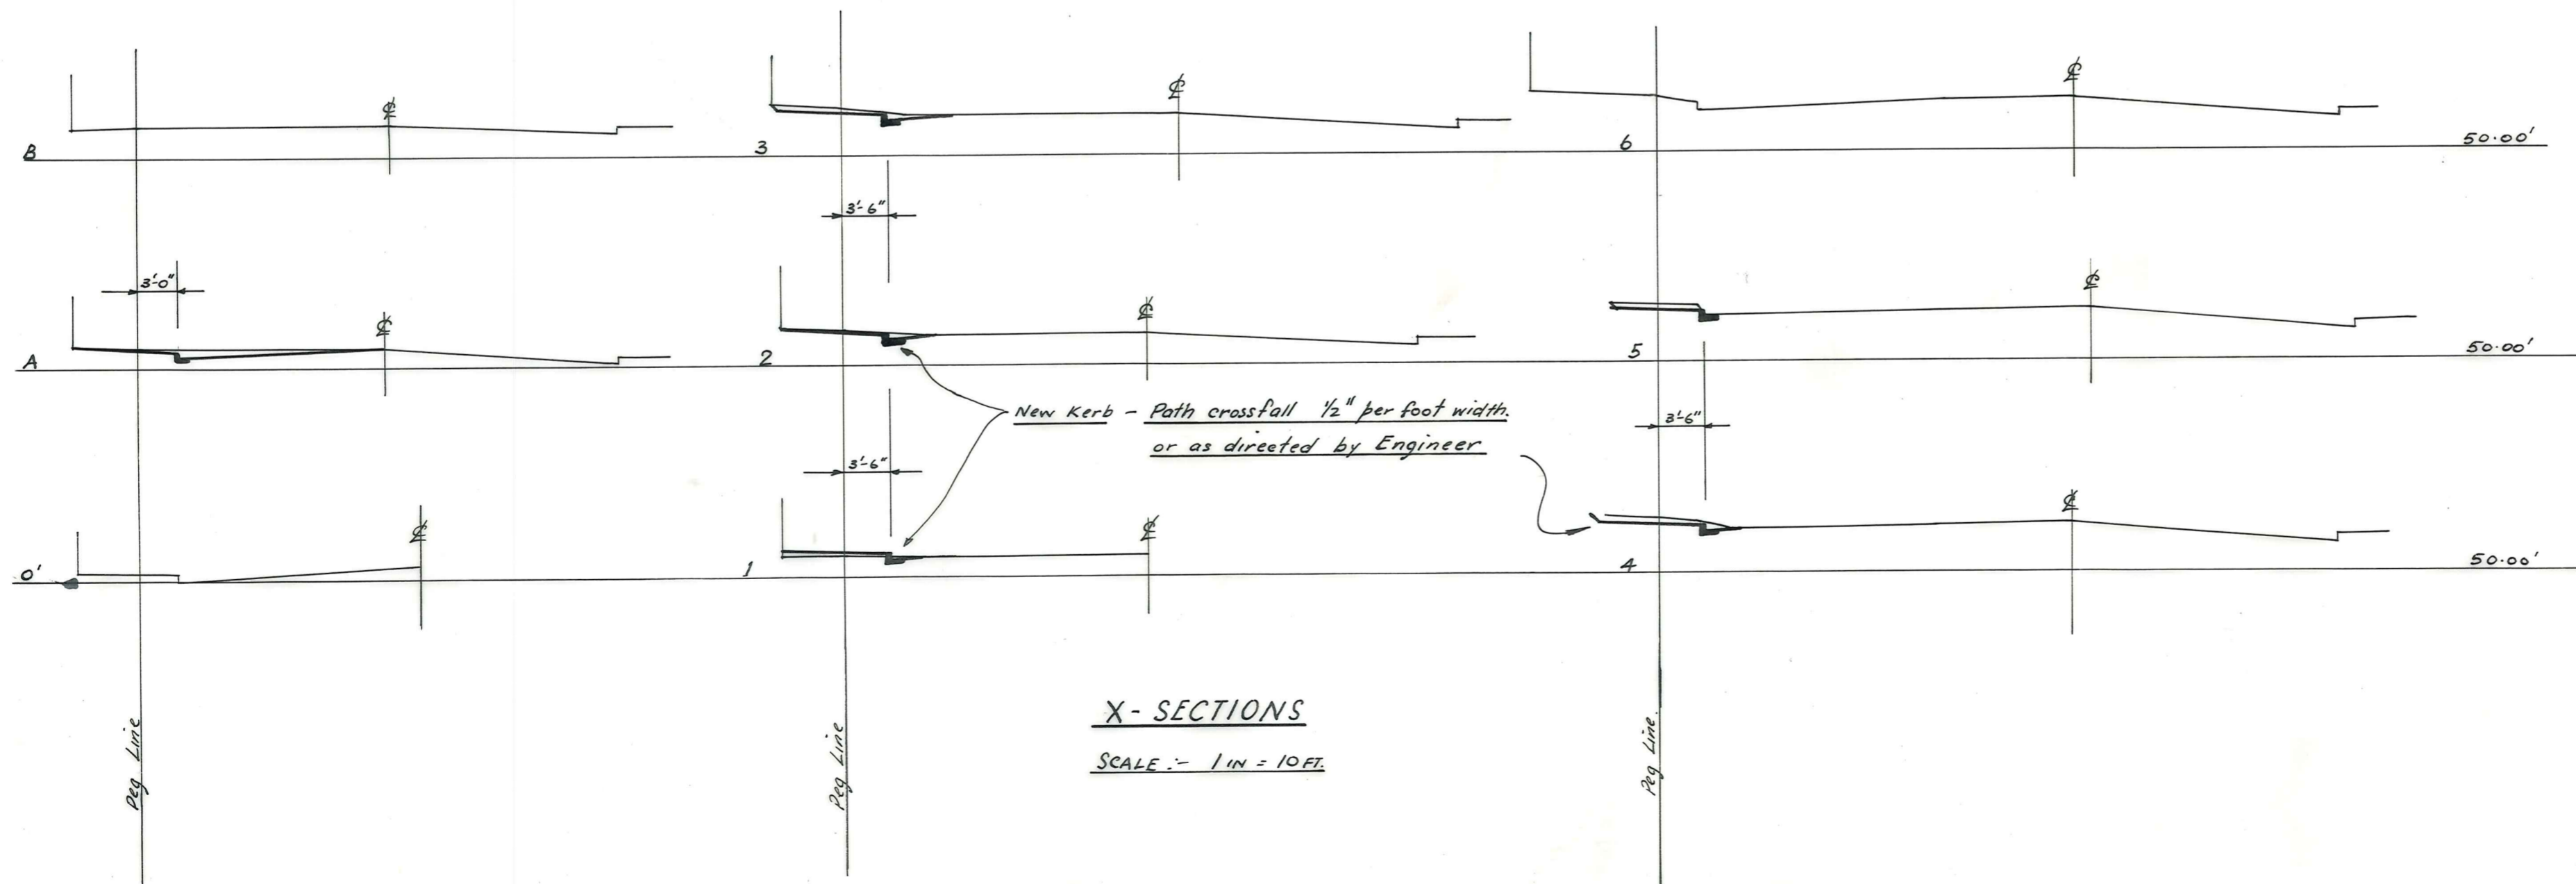 ℄
℄
℄
B
3
6
50.00'
3'-6"
3'-0"
℄
℄
℄
A
2
5
50.00'
New Kerb - Path crossfall 1/2" per foot width.
or as directed by Engineer
3'-6"
3'-6"
℄
℄
℄
0'
1
4
50.00'
Peg Line
Peg Line
Peg Line.
X - SECTIONS
SCALE :- 1 IN = 10 FT.